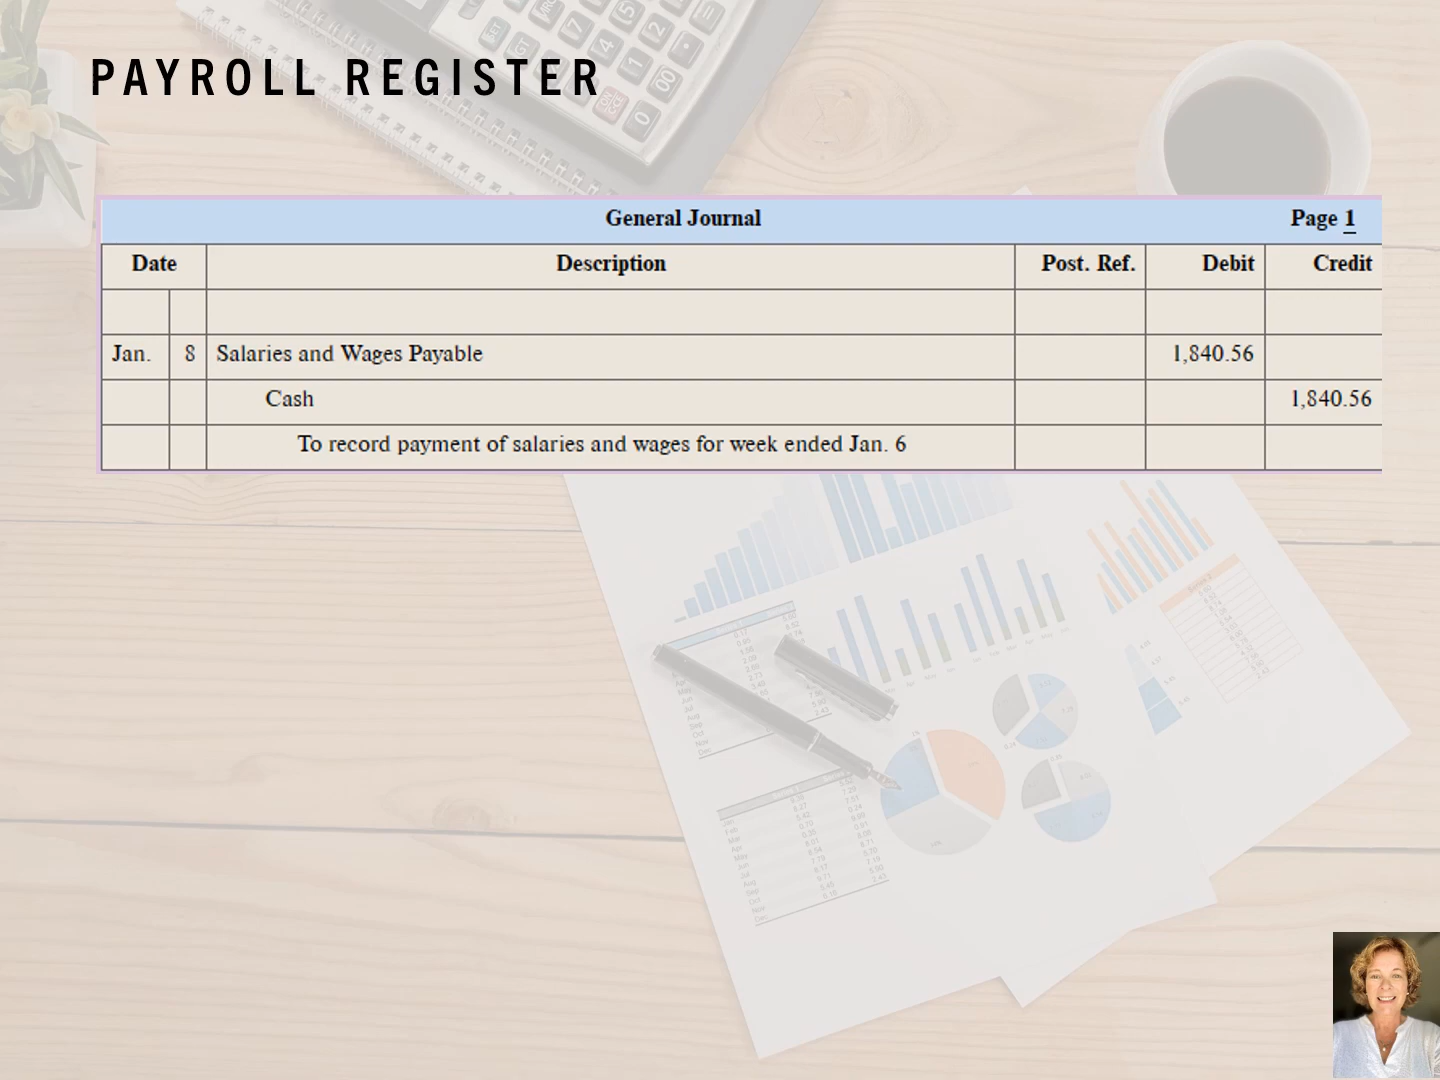 PAYROLL REGISTER
General Journal Page 1
Date Description Post. Ref. Debit Credit
Jan. 8 Salaries and Wages Payable 1,840.56
Cash 1,840.56
To record payment of salaries and wages for week ended Jan. 6